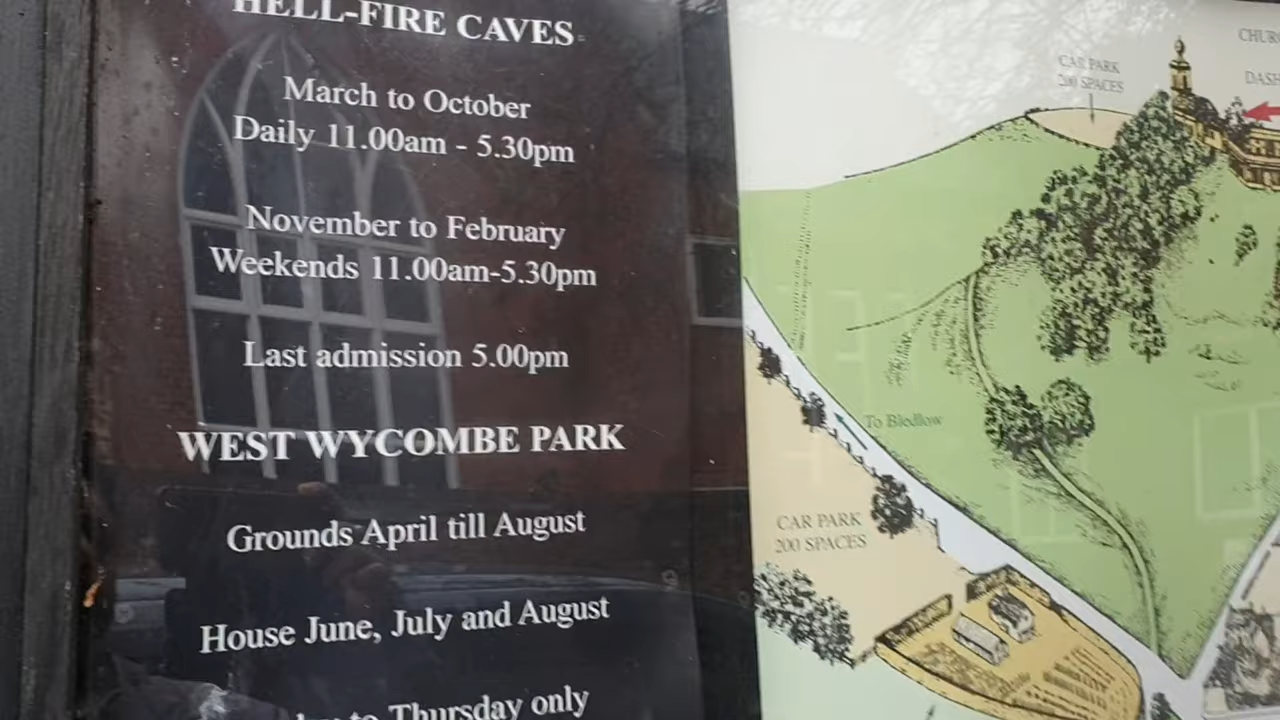 HELL-FIRE CAVES
March to October
Daily 11.00am - 5.30pm
November to February
Weekends 11.00am-5.30pm
Last admission 5.00pm
WEST WYCOMBE PARK
Grounds April till August
House June, July and August
to Thursday only
CAR PARK
200 SPACES
To Bledlow
CAR PARK
200 SPACES